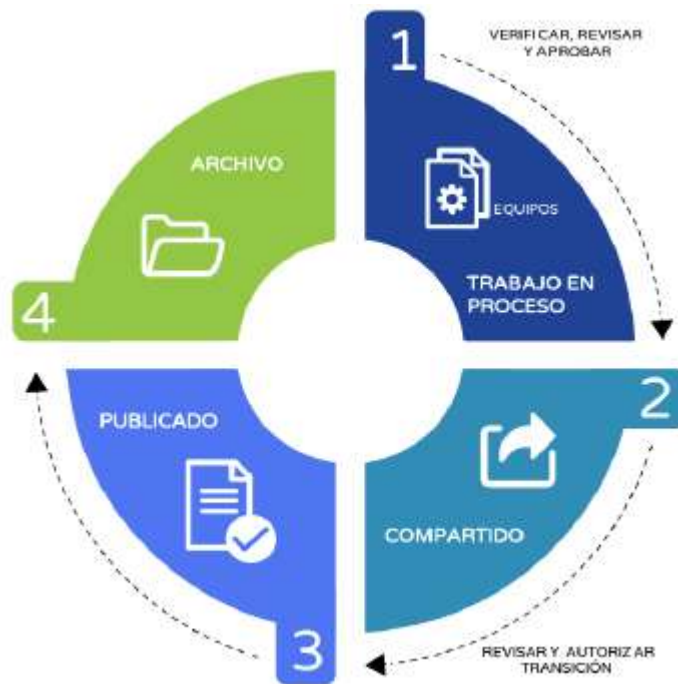 1
VERIFICAR, REVISAR
Y APROBAR
EQUIPOS
TRABAJO EN
PROCESO
2
COMPARTIDO
REVISAR Y AUTORIZAR
TRANSICIÓN
3
PUBLICADO
4
ARCHIVO